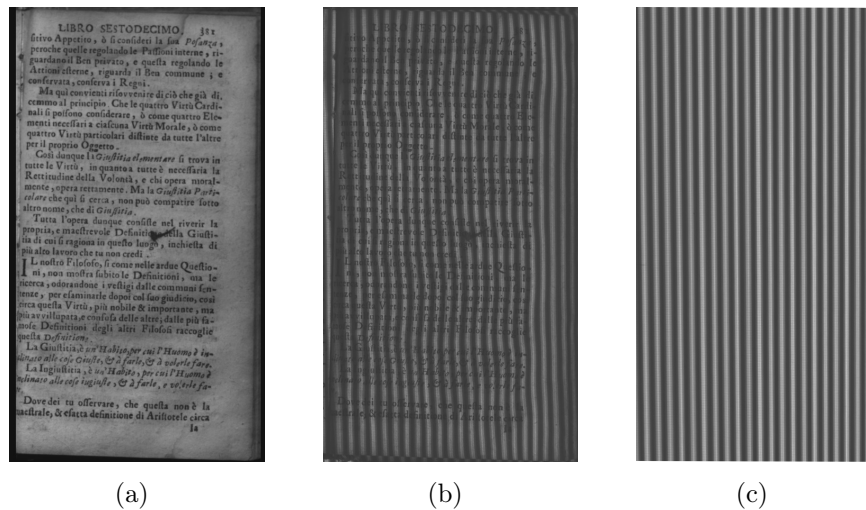 LIBRO SESTODECIMO. 381
sitivo Appetito, ò si consideri la sua Posanza,
peroche quelle regolando le Passioni interne, ri-
guardano il Ben privato, e questa regolando le
Attioni esterne, riguarda il Ben commune; e
conservata, conserva i Regni.
Ma quì convienti risovvenire di ciò che già di-
cemmo al principio. Che le quattro Virtù Cardi-
nali si possono considerare, ò come quattro Ele-
menti necessari a ciascuna Virtù Morale, ò come
quattro Virtù particolari distinte da tutte l'altre
per il proprio Oggetto.
Così dunque la Giustitia elementare si trova in
tutte le Virtù, in quanto a tutte è necessaria la
Rettitudine della Volontà, e chi opera moral-
mente, opera rettamente. Ma la Giustitia Parti-
colare che quì si cerca, non può compatire sotto
altro nome, che di Giustitia.
Tutta l'opera dunque consiste nel riverir la
propria, e maestrevole Definitione della Giusti-
tia di cui si ragiona in questo luogo, inchiesta di
più alto lavoro che tu non credi.
IL nostro Filosofo, si come nelle ardue Questio-
ni, non mostra subito le Definitioni, ma le
ricerca, odorandone i vestigi dalle communi sen-
tenze, per esaminarle dopoi col suo giudicio, così
circa questa Virtù, più nobile & importante, ma
più avviluppata, e confusa delle altre; dalle più fa-
mose Definitioni degli altri Filosofi raccoglie
questa Definitione.
La Giustitia, è un'Habito, per cui l'Huomo è in-
clinato alle cose Giuste, & à farle, & à volerle fare.
La Ingiustitia, è un'Habito, per cui l'Huomo è
inclinato alle cose ingiuste, & à farle, e volerle fa-
Dove dei tu osservare, che questa non è la
maestrale, & esatta definitione di Aristotele circa
la
(a) (b) (c)